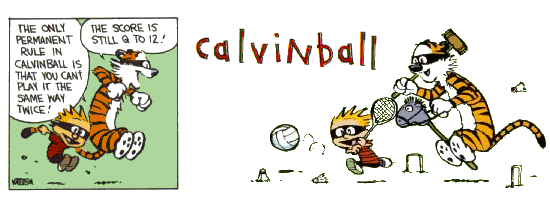 THE ONLY
PERMANENT
RULE IN
CALVINBALL IS
THAT YOU CAN'T
PLAY IT THE
SAME WAY
TWICE!
THE SCORE IS
STILL Q TO 12!
WATTERSON
calvinball